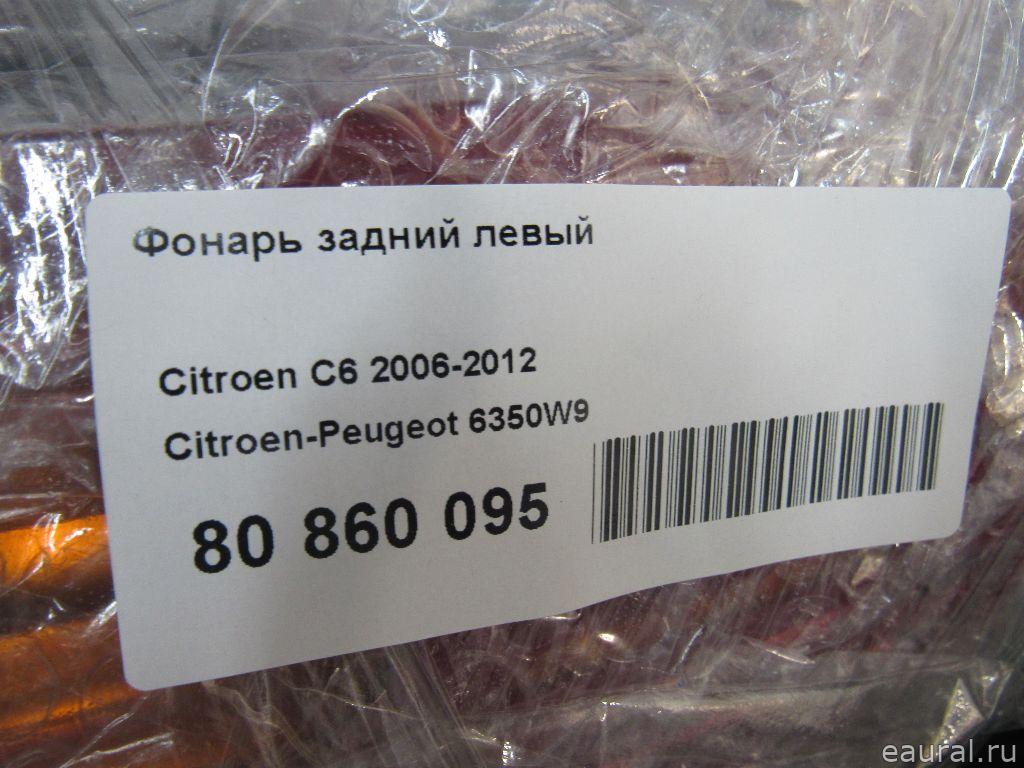 Фонарь задний левый
Citroen C6 2006-2012
Citroen-Peugeot 6350W9
80 860 095
eaural.ru